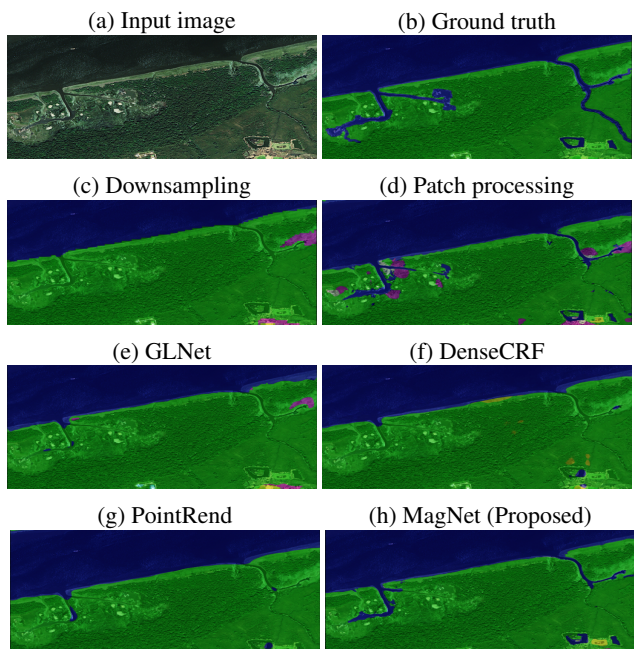 (a) Input image
(b) Ground truth
(c) Downsampling
(d) Patch processing
(e) GLNet
(f) DenseCRF
(g) PointRend
(h) MagNet (Proposed)